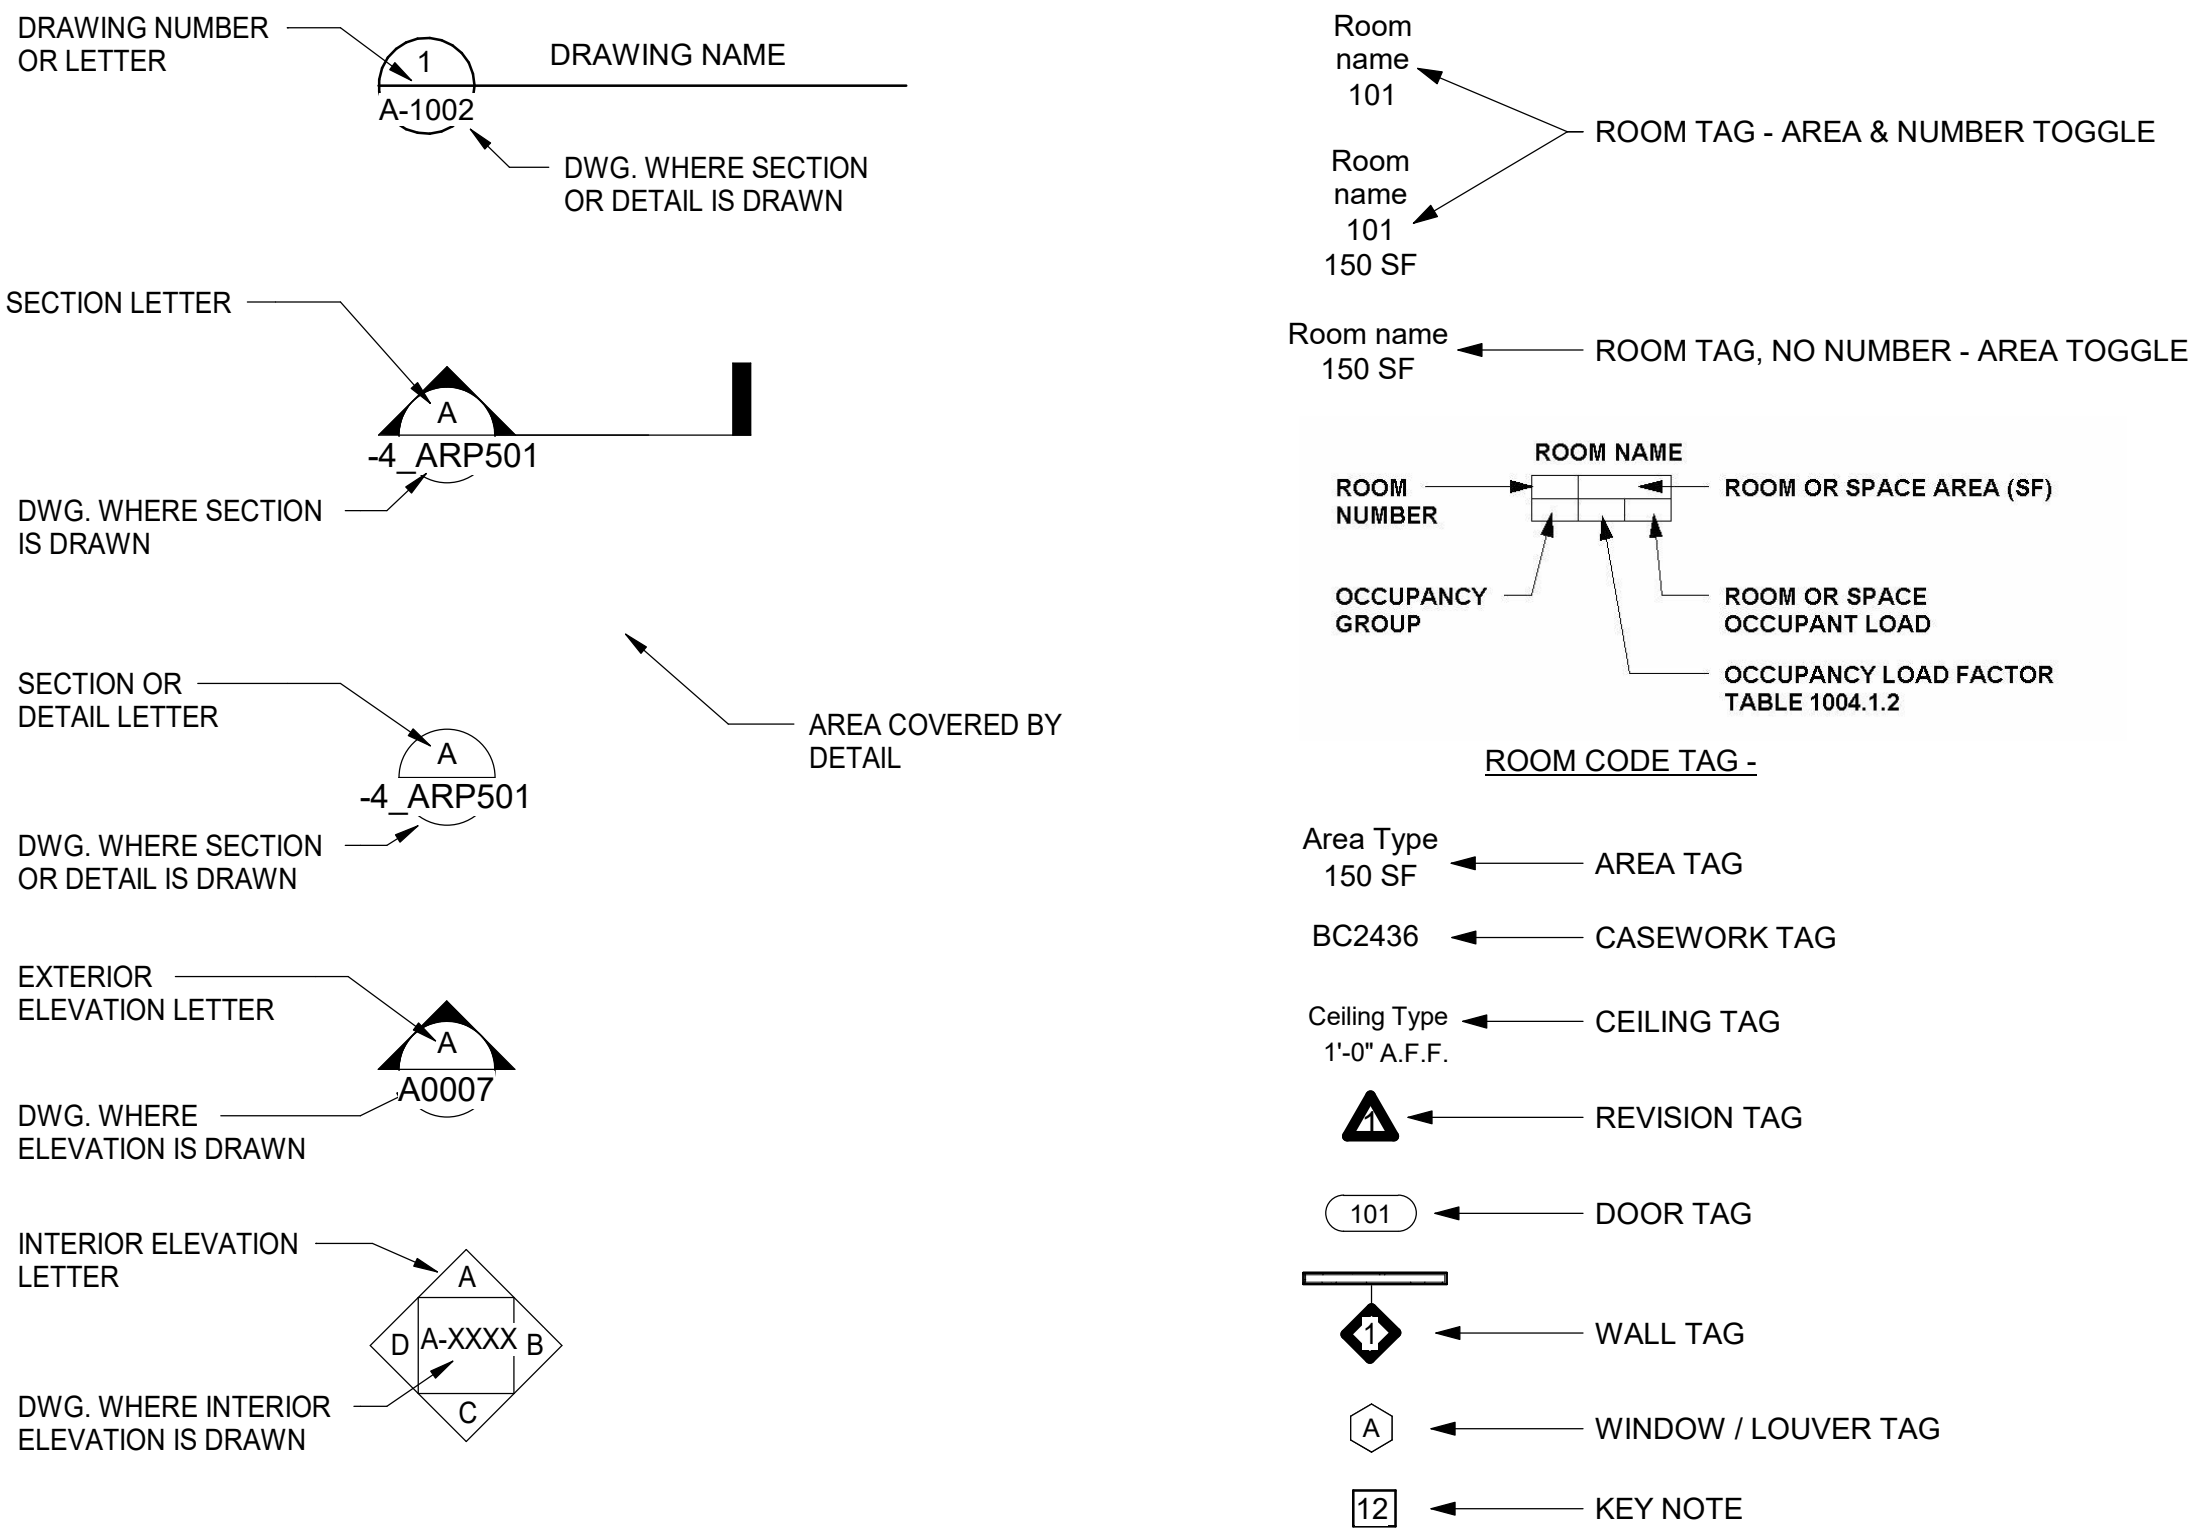 DRAWING NUMBER
OR LETTER
1
DRAWING NAME
A-1002
DWG. WHERE SECTION
OR DETAIL IS DRAWN
SECTION LETTER
A
-4_ARP501
DWG. WHERE SECTION
IS DRAWN
SECTION OR
DETAIL LETTER
A
-4_ARP501
DWG. WHERE SECTION
OR DETAIL IS DRAWN
AREA COVERED BY
DETAIL
EXTERIOR
ELEVATION LETTER
A
A0007
DWG. WHERE
ELEVATION IS DRAWN
INTERIOR ELEVATION
LETTER
A
D A-XXXX B
C
DWG. WHERE INTERIOR
ELEVATION IS DRAWN
Room
name
101
Room
name
101
150 SF
ROOM TAG - AREA & NUMBER TOGGLE
Room name
150 SF
ROOM TAG, NO NUMBER - AREA TOGGLE
ROOM NAME
ROOM
NUMBER
ROOM OR SPACE AREA (SF)
OCCUPANCY
GROUP
ROOM OR SPACE
OCCUPANT LOAD
OCCUPANCY LOAD FACTOR
TABLE 1004.1.2
ROOM CODE TAG -
Area Type
150 SF
AREA TAG
BC2436
CASEWORK TAG
Ceiling Type
1'-0" A.F.F.
CEILING TAG
1
REVISION TAG
101
DOOR TAG
1
WALL TAG
A
WINDOW / LOUVER TAG
12
KEY NOTE